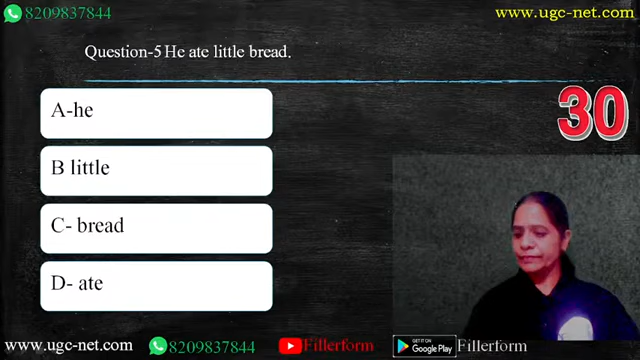 8209837844
www.ugc-net.com
Question-5 He ate little bread.
30
A-he
B little
C- bread
D- ate
www.ugc-net.com 8209837844 Fillerform GET IT ON Google Play Fillerform